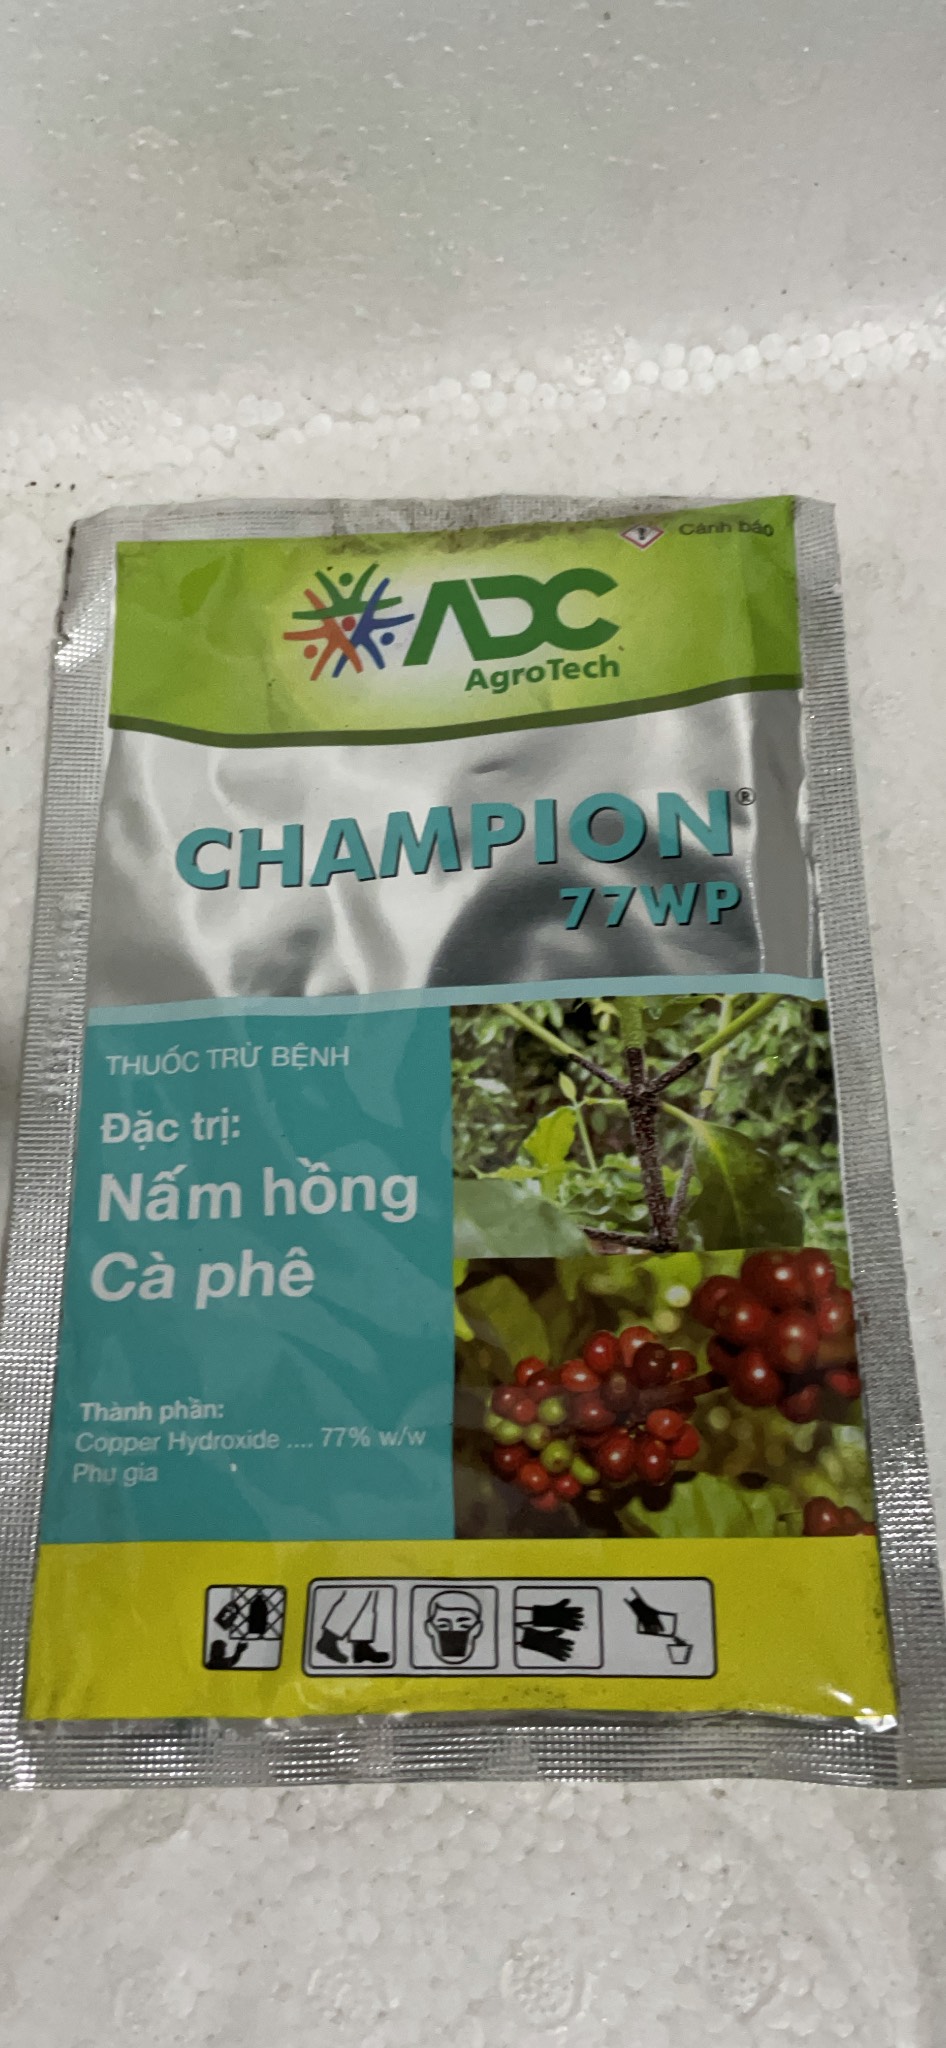 Cảnh báo
ADC
AgroTech
CHAMPION®
77WP
THUỐC TRỪ BỆNH
Đặc trị:
Nấm hồng
Cà phê
Thành phần:
Copper Hydroxide .... 77% w/w
Phụ gia